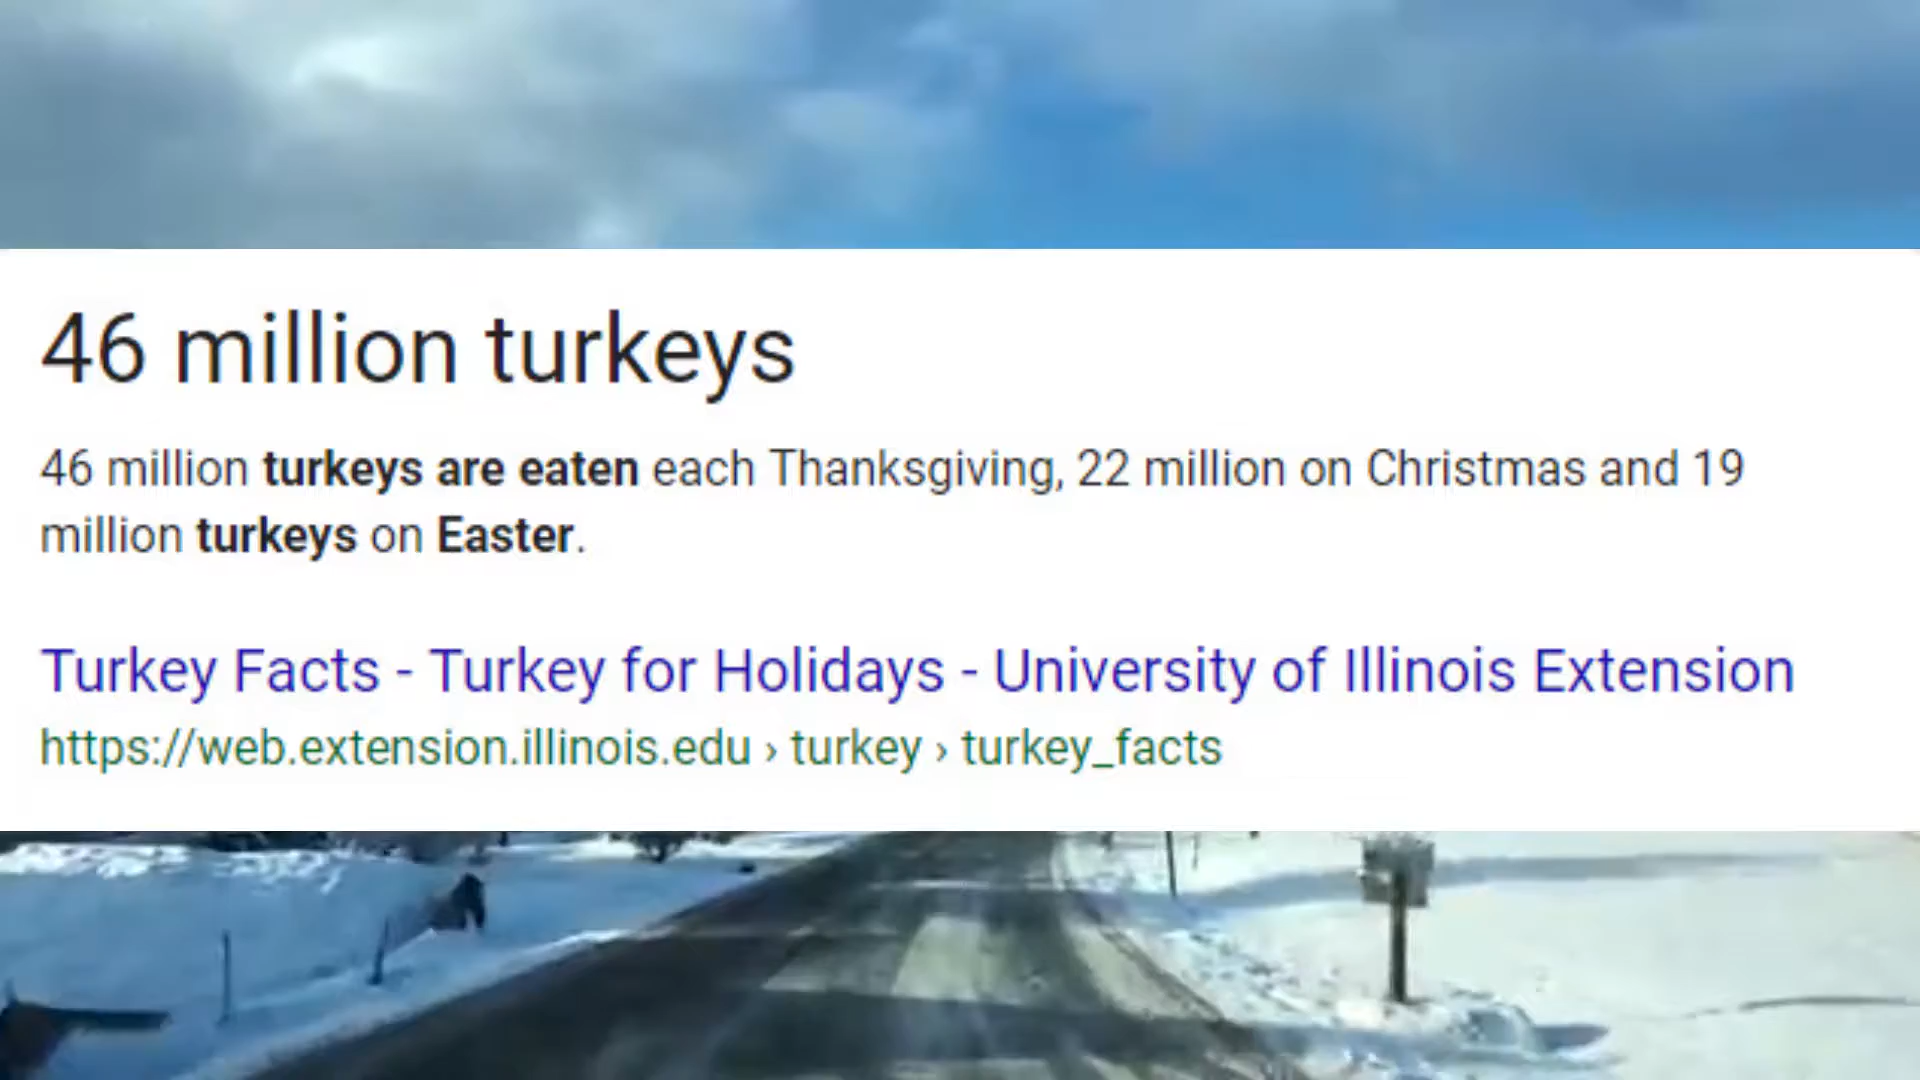 46 million turkeys
46 million turkeys are eaten each Thanksgiving, 22 million on Christmas and 19
million turkeys on Easter.
Turkey Facts - Turkey for Holidays - University of Illinois Extension
https://web.extension.illinois.edu › turkey › turkey_facts